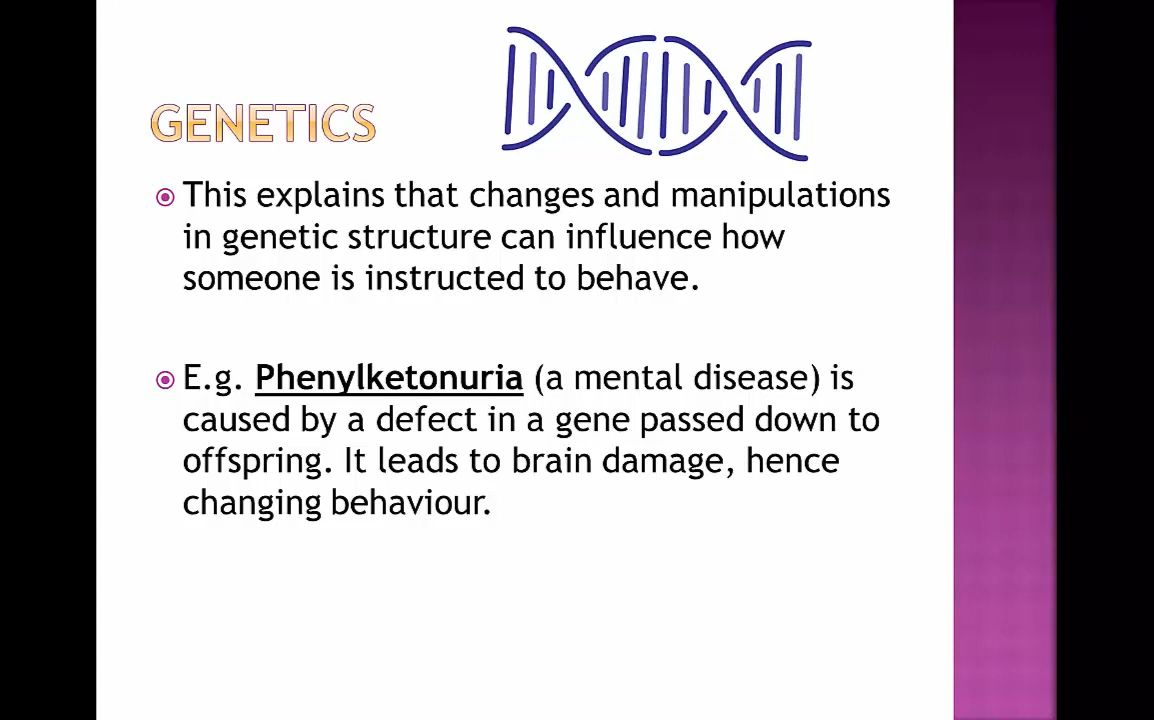 GENETICS
This explains that changes and manipulations
in genetic structure can influence how
someone is instructed to behave.
E.g. Phenylketonuria (a mental disease) is
caused by a defect in a gene passed down to
offspring. It leads to brain damage, hence
changing behaviour.